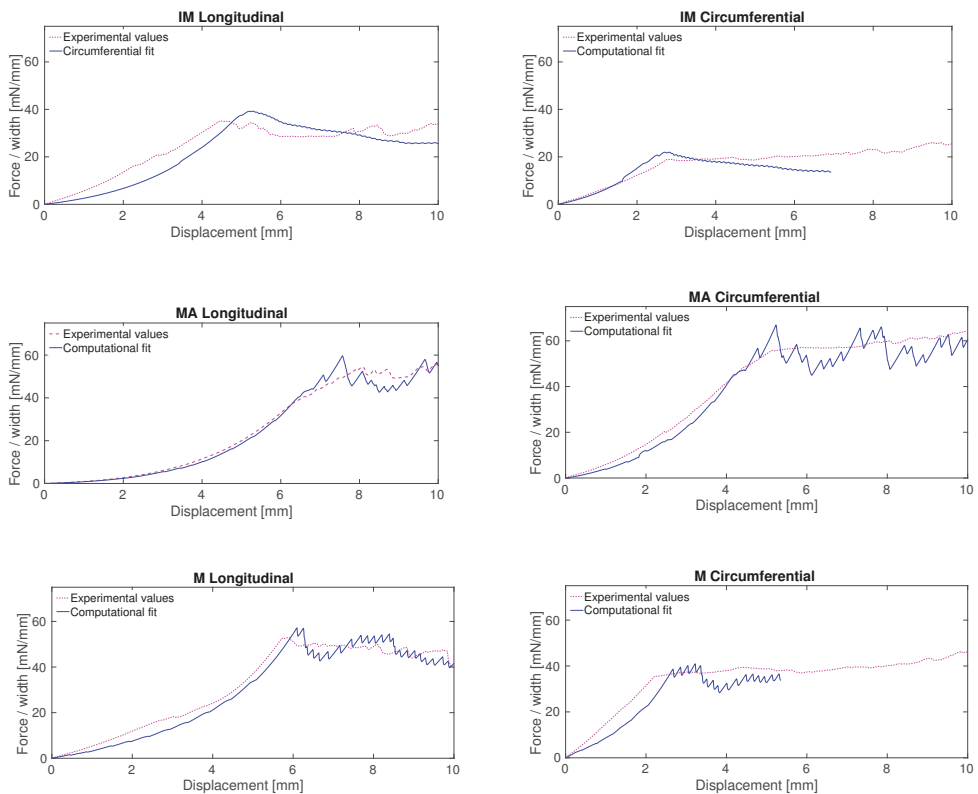 IM Longitudinal
Experimental values
Circumferential fit
60
40
20
0
0 2 4 6 8 10
Force / width [mN/mm]
Displacement [mm]
IM Circumferential
Experimental values
Computational fit
60
40
20
0
0 2 4 6 8 10
Force / width [mN/mm]
Displacement [mm]
MA Longitudinal
Experimental values
Computational fit
60
40
20
0
0 2 4 6 8 10
Force / width [mN/mm]
Displacement [mm]
MA Circumferential
Experimental values
Computational fit
60
40
20
0
0 2 4 6 8 10
Force / width [mN/mm]
Displacement [mm]
M Longitudinal
Experimental values
Computational fit
60
40
20
0
0 2 4 6 8 10
Force / width [mN/mm]
Displacement [mm]
M Circumferential
Experimental values
Computational fit
60
40
20
0
0 2 4 6 8 10
Force / width [mN/mm]
Displacement [mm]